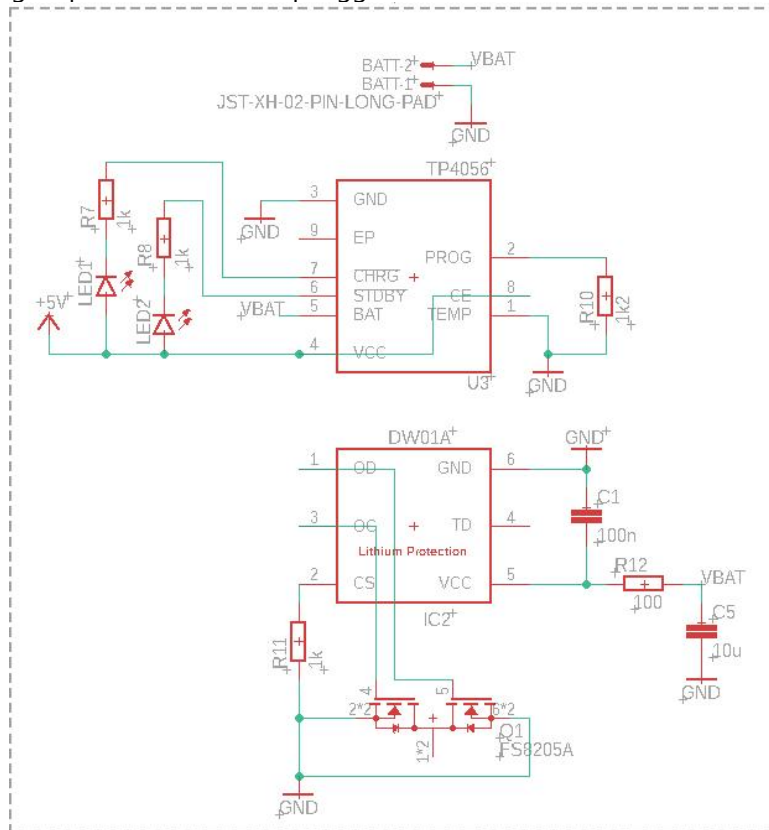 BATT-2
VBAT
BATT-1
JST-XH-02-PIN-LONG-PAD
GND
TP4056
R7
1k
R8
1k
LED1
LED2
+5V
GND
3
GND
9
EP
7
CHRG
6
STDBY
VBAT
5
BAT
4
VCC
PROG
2
CE
8
TEMP
1
U3
R10
1k2
GND
DW01A
GND
1
OD
GND
6
3
OC
TD
4
C1
100n
Lithium Protection
2
CS
VCC
5
R12
100
VBAT
IC2
C5
10u
GND
R11
1k
4
5
2*2
6*2
1*2
Q1
FS8205A
GND